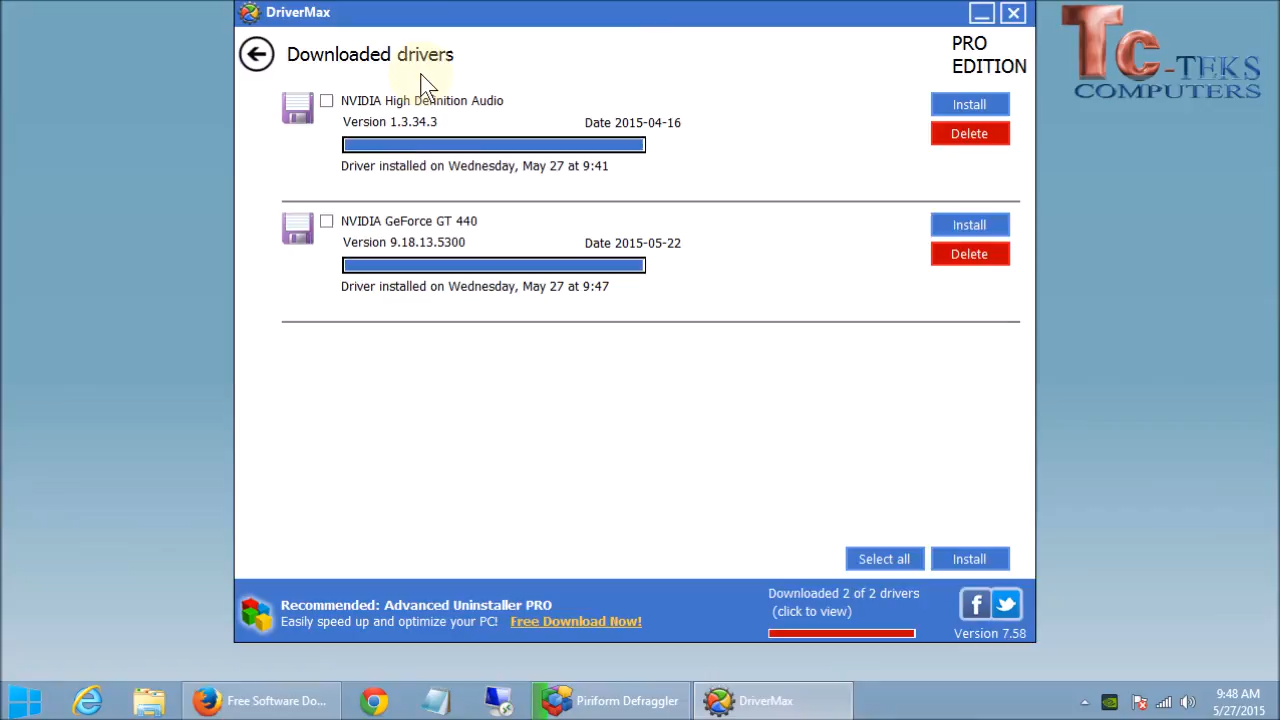 DriverMax
Downloaded drivers
PRO
EDITION
NVIDIA High Definition Audio
Version 1.3.34.3
Date 2015-04-16
Driver installed on Wednesday, May 27 at 9:41
Install
Delete
NVIDIA GeForce GT 440
Version 9.18.13.5300
Date 2015-05-22
Driver installed on Wednesday, May 27 at 9:47
Install
Delete
Select all
Install
Recommended: Advanced Uninstaller PRO
Easily speed up and optimize your PC! Free Download Now!
Downloaded 2 of 2 drivers
(click to view)
Version 7.58
TC-TEKS
COMPUTERS
Free Software Do...
Piriform Defraggler
DriverMax
9:48 AM
5/27/2015